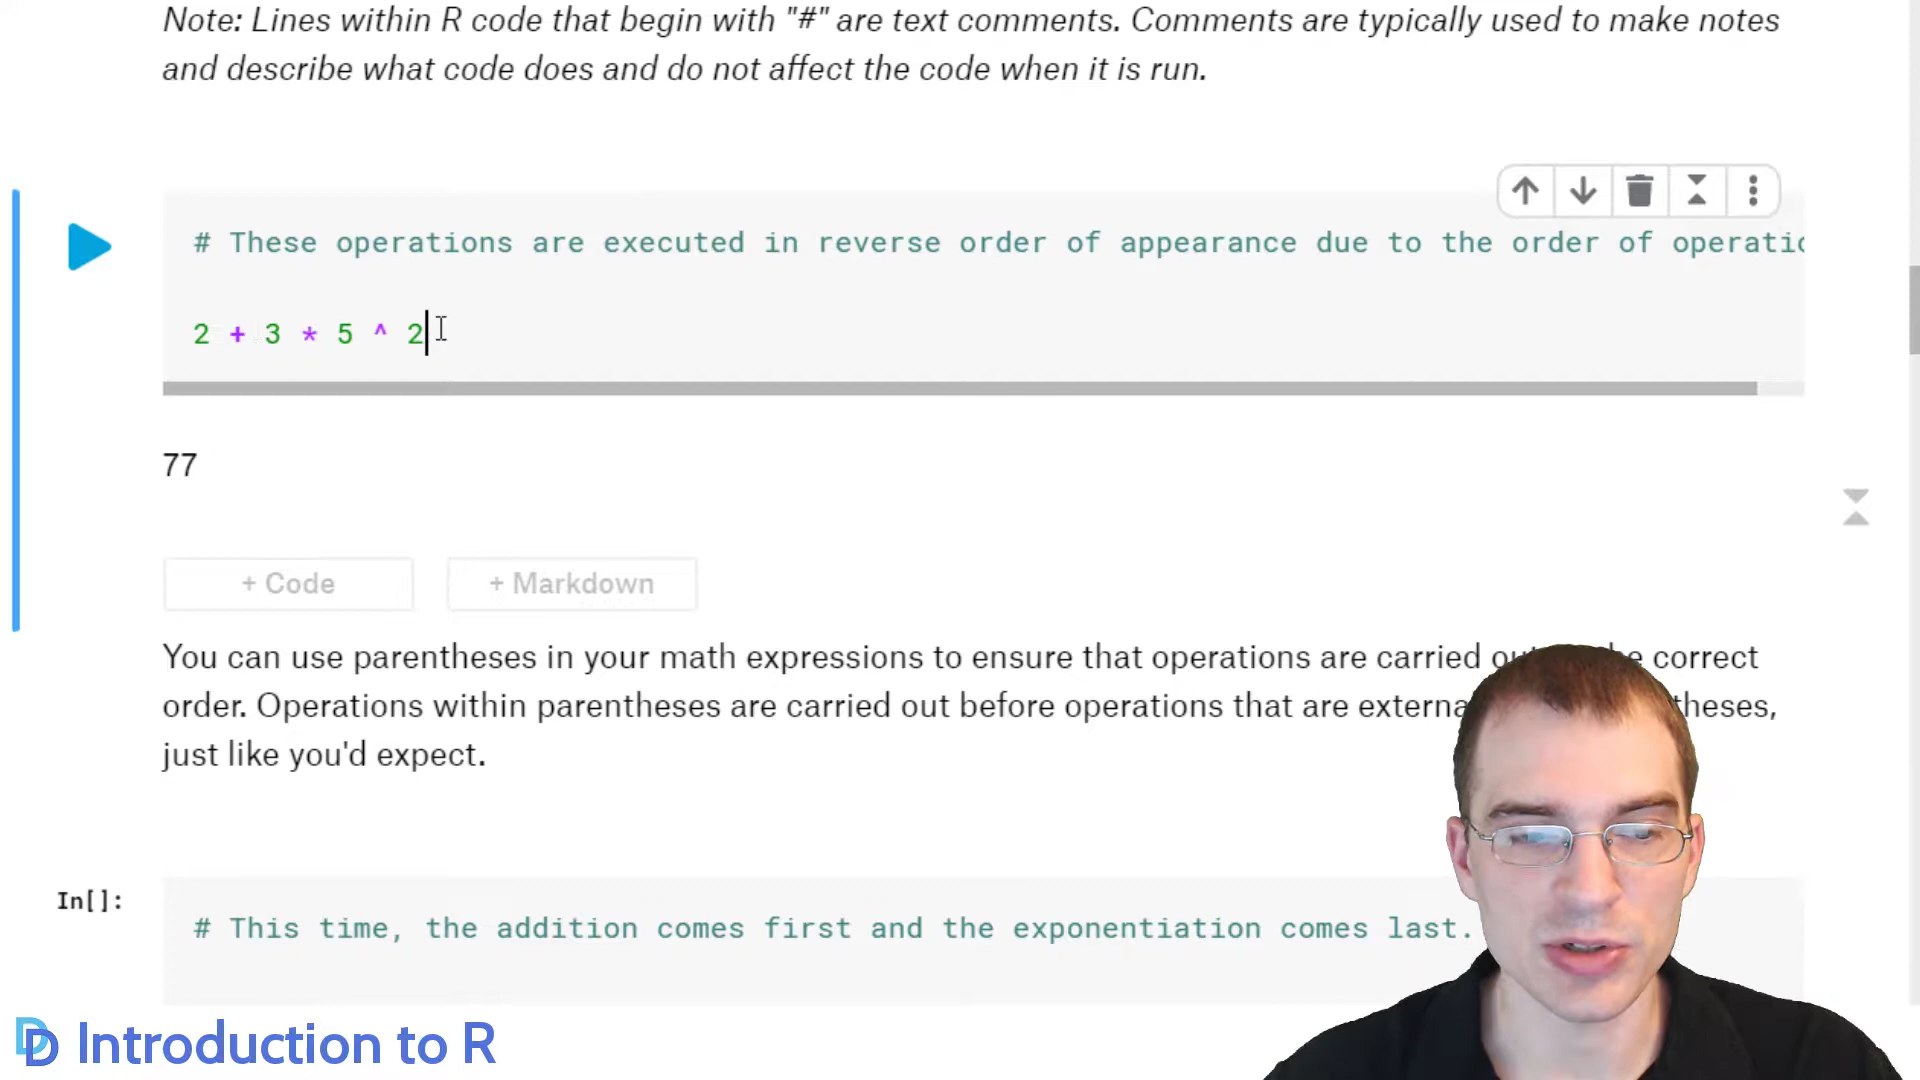 Note: Lines within R code that begin with "#" are text comments. Comments are typically used to make notes
and describe what code does and do not affect the code when it is run.
# These operations are executed in reverse order of appearance due to the order of
2 + 3 * 5 ^ 2
77
+ Code
+ Markdown
You can use parentheses in your math expressions to ensure that operations are carried correct
order. Operations within parentheses are carried out before operations that are
just like you'd expect.
In[]:
# This time, the addition comes first and the exponentiation comes last.
D Introduction to R